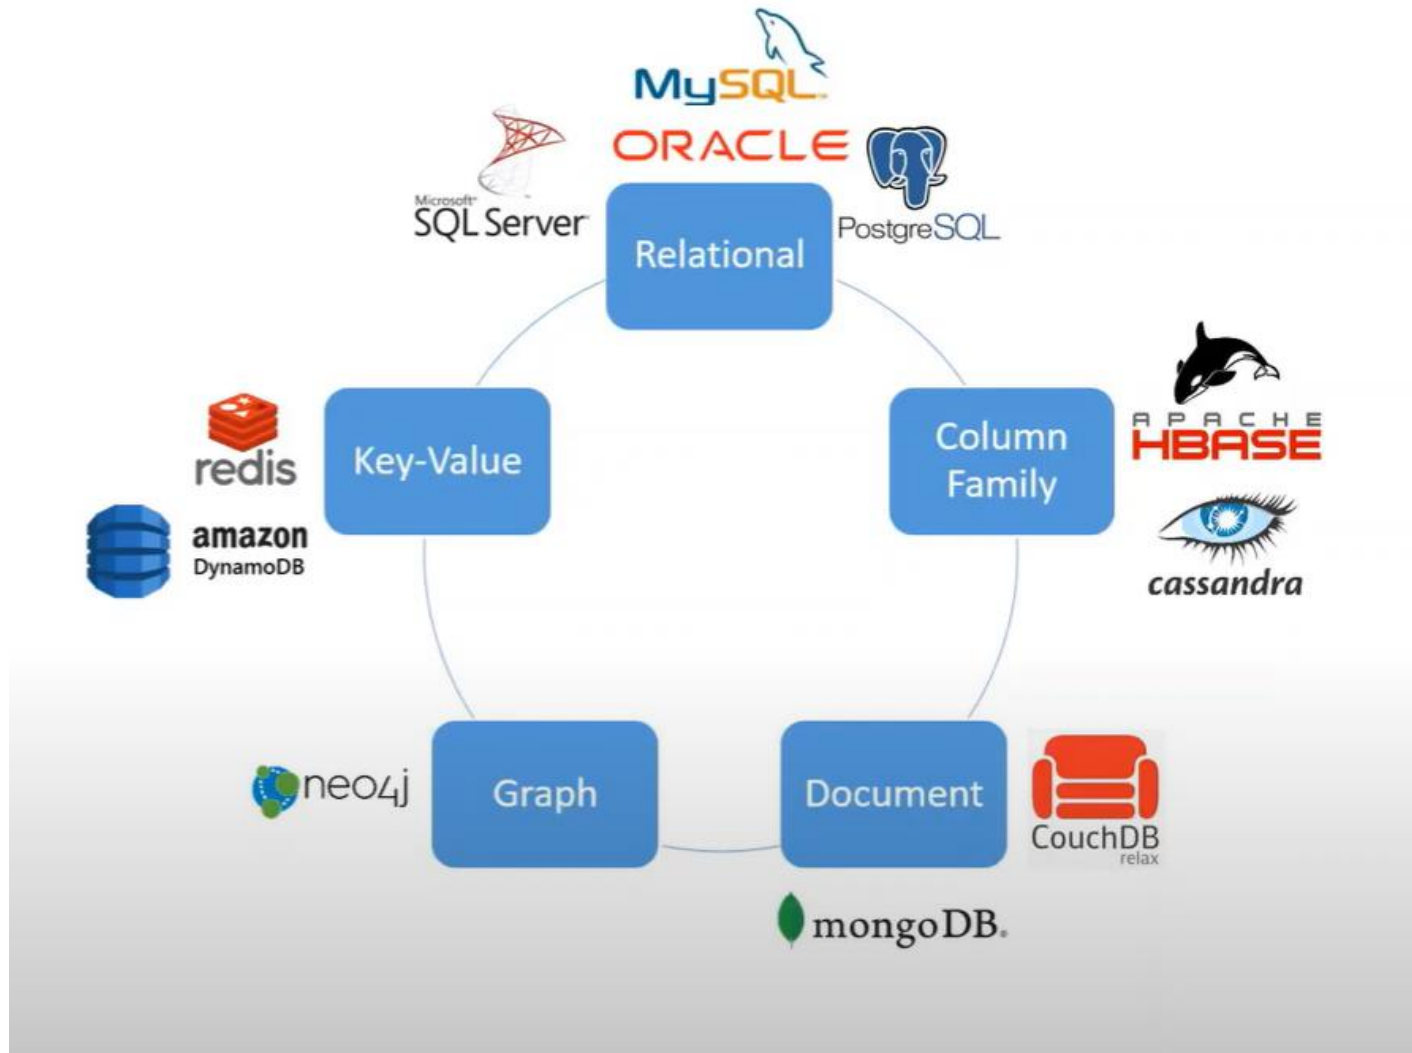 MySQL™
ORACLE
Microsoft®
SQL Server
PostgreSQL
Relational
Key-Value
redis
amazon
DynamoDB
Column
Family
APACHE
HBASE
cassandra
neo4j
Graph
Document
CouchDB
relax
mongoDB®